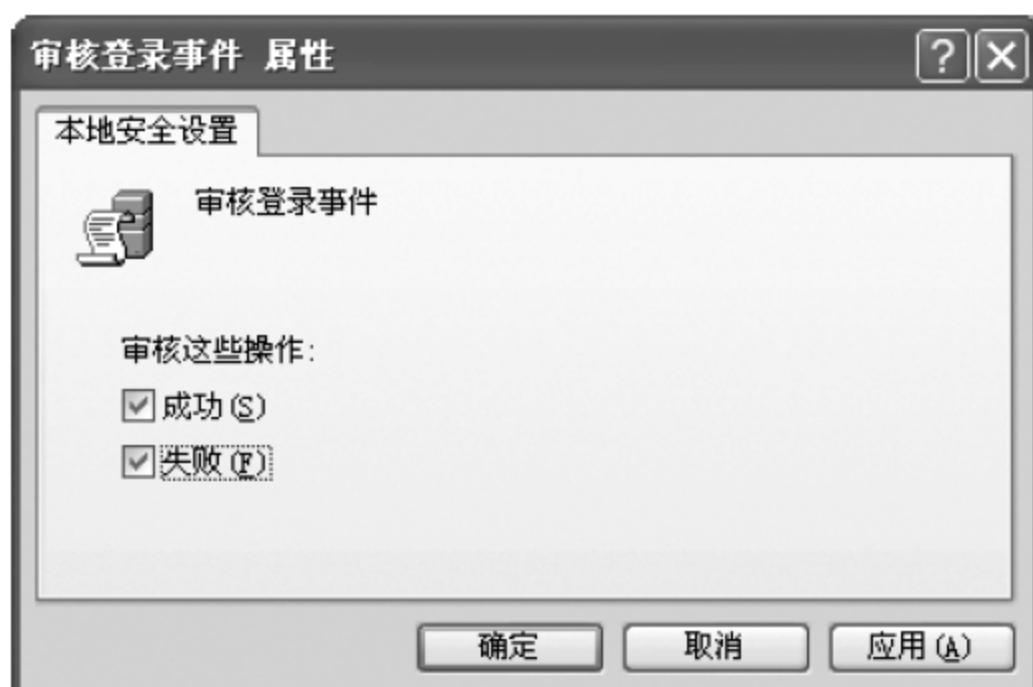 审核登录事件 属性
本地安全设置
审核登录事件
审核这些操作:
成功(S)
失败(F)
确定 取消 应用(A)